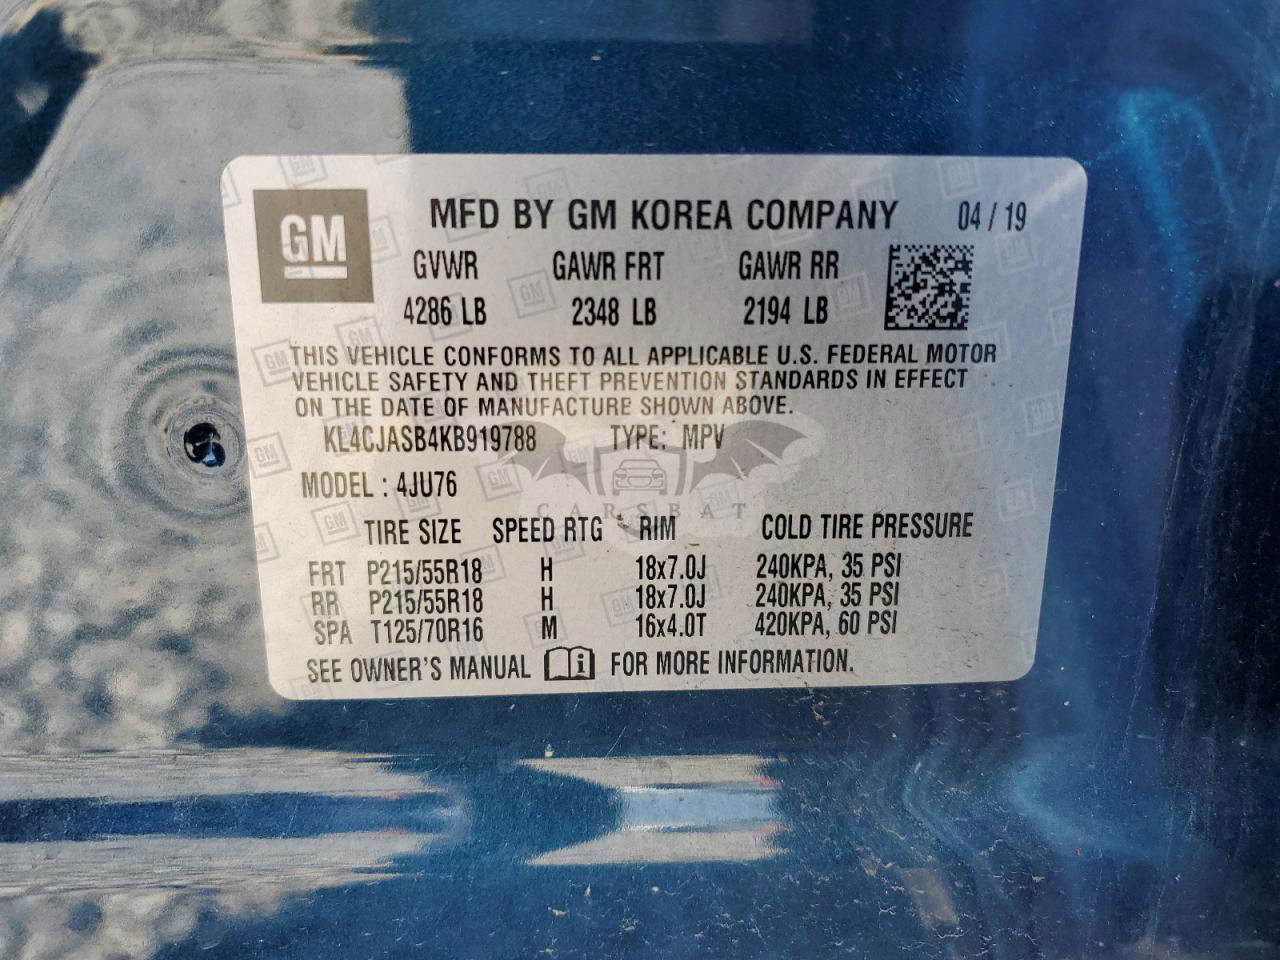 GM MFD BY GM KOREA COMPANY 04 / 19
GVWR GAWR FRT GAWR RR
4286 LB 2348 LB 2194 LB
THIS VEHICLE CONFORMS TO ALL APPLICABLE U.S. FEDERAL MOTOR
VEHICLE SAFETY AND THEFT PREVENTION STANDARDS IN EFFECT
ON THE DATE OF MANUFACTURE SHOWN ABOVE.
KL4CJASB4KB919788 TYPE: MPV
MODEL : 4JU76
CARSBAT
TIRE SIZE SPEED RTG RIM COLD TIRE PRESSURE
FRT P215/55R18 H 18x7.0J 240KPA, 35 PSI
RR P215/55R18 H 18x7.0J 240KPA, 35 PSI
SPA T125/70R16 M 16x4.0T 420KPA, 60 PSI
SEE OWNER'S MANUAL FOR MORE INFORMATION.